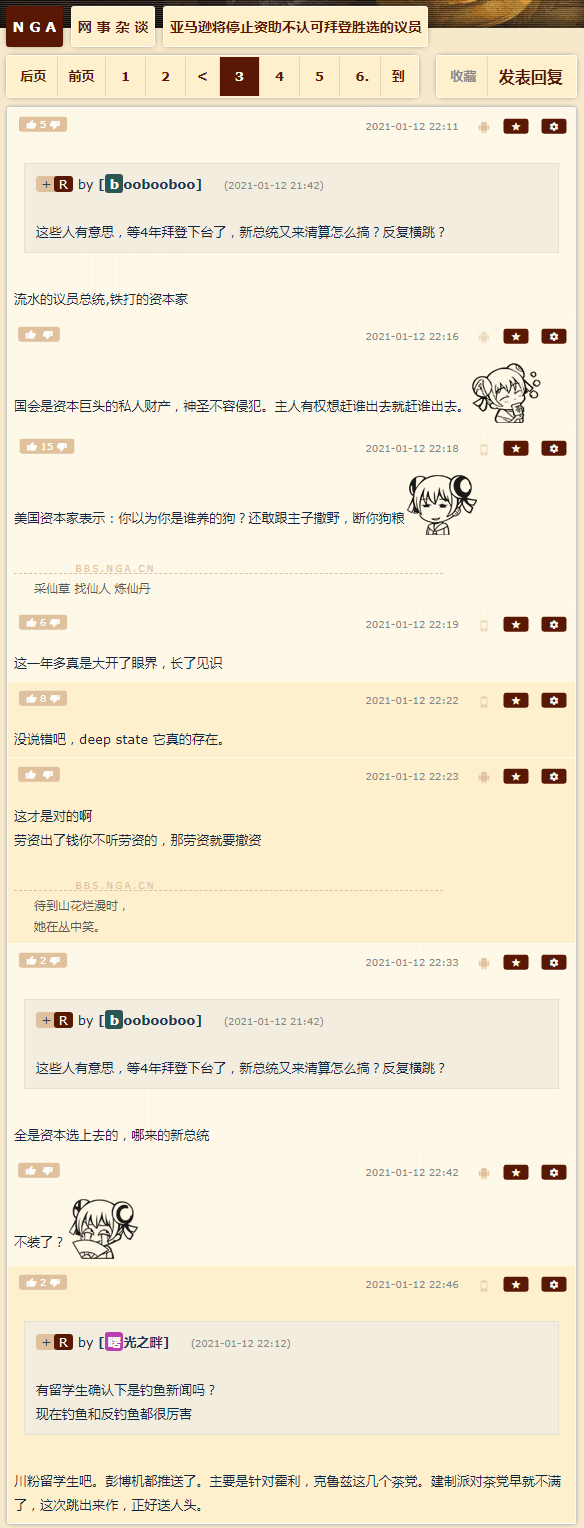 NGA 网事杂谈 亚马逊将停止资助不认可拜登胜选的议员
后页 前页 1 2 < 3 4 5 6. 到 收藏 发表回复
5 2021-01-12 22:11
+ R by [boobooboo] (2021-01-12 21:42)
这些人有意思，等4年拜登下台了，新总统又来清算怎么搞？反复横跳？
流水的议员总统,铁打的资本家
2021-01-12 22:16
国会是资本巨头的私人财产，神圣不容侵犯。主人有权想赶谁出去就赶谁出去。
15 2021-01-12 22:18
美国资本家表示：你以为你是谁养的狗？还敢跟主子撒野，断你狗粮
BBS.NGA.CN
采仙草 找仙人 炼仙丹
6 2021-01-12 22:19
这一年多真是大开了眼界，长了见识
8 2021-01-12 22:22
没说错吧，deep state 它真的存在。
2021-01-12 22:23
这才是对的啊
劳资出了钱你不听劳资的，那劳资就要撤资
BBS.NGA.CN
待到山花烂漫时，
她在丛中笑。
2 2021-01-12 22:33
+ R by [boobooboo] (2021-01-12 21:42)
这些人有意思，等4年拜登下台了，新总统又来清算怎么搞？反复横跳？
全是资本选上去的，哪来的新总统
2021-01-12 22:42
不装了？
2 2021-01-12 22:46
+ R by [曙光之畔] (2021-01-12 22:12)
有留学生确认下是钓鱼新闻吗？
现在钓鱼和反钓鱼都很厉害
川粉留学生吧。彭博机都推送了。主要是针对霍利，克鲁兹这几个茶党。建制派对茶党早就不满
了，这次跳出来作，正好送人头。